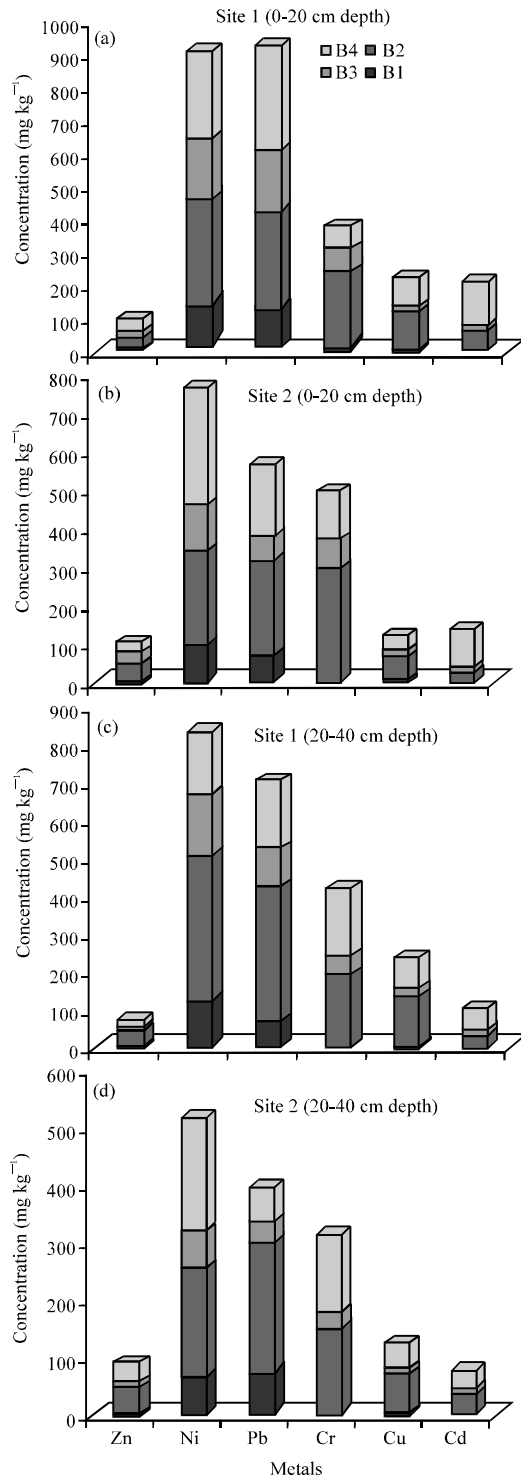 Site 1 (0-20 cm depth)
(a)
B4 B2
B3 B1
Concentration (mg kg⁻¹)
1000
900
800
700
600
500
400
300
200
100
0
(b)
Site 2 (0-20 cm depth)
Concentration (mg kg⁻¹)
800
700
600
500
400
300
200
100
0
(c)
Site 1 (20-40 cm depth)
Concentration (mg kg⁻¹)
900
800
700
600
500
400
300
200
100
0
(d)
Site 2 (20-40 cm depth)
Concentration (mg kg⁻¹)
600
500
400
300
200
100
0
Zn Ni Pb Cr Cu Cd
Metals